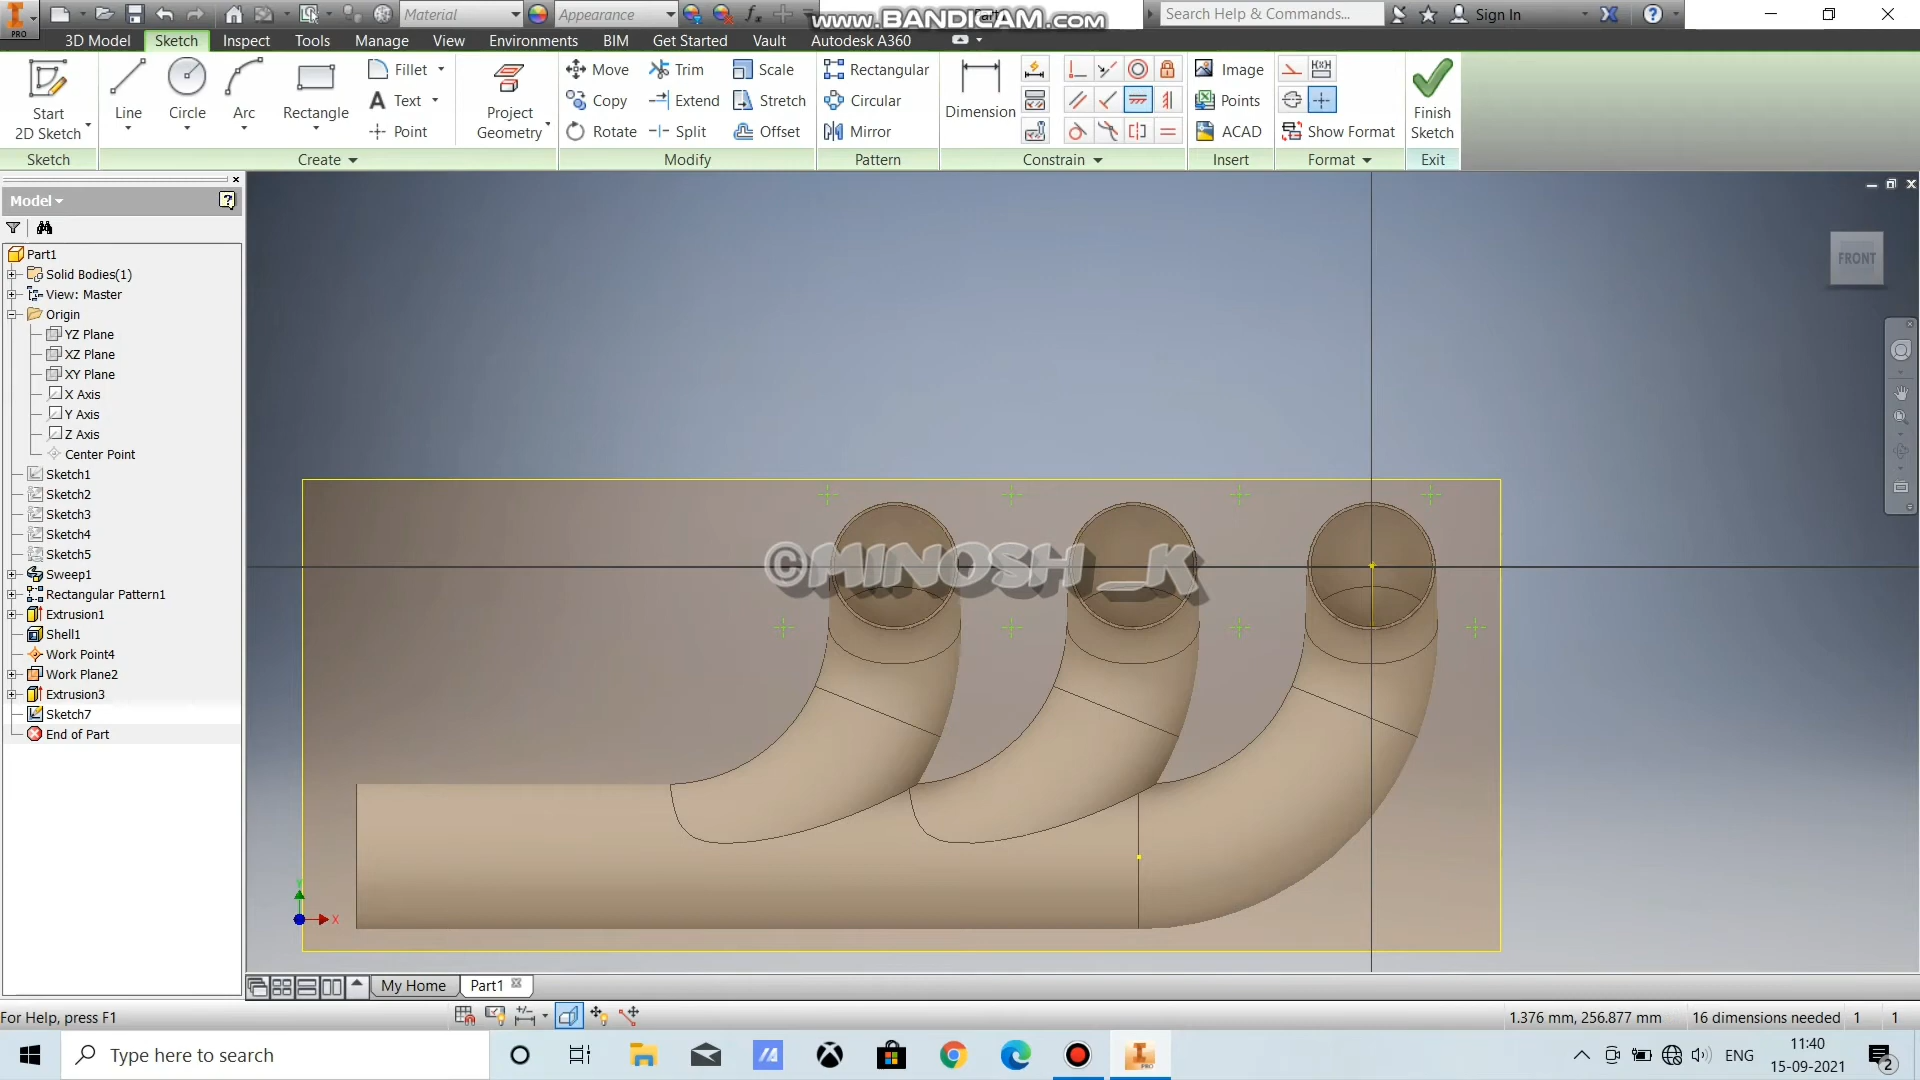 Material
Appearance
www.BANDICAM.com
Search Help & Commands...
Sign In
PRO
3D Model
Sketch
Inspect
Tools
Manage
View
Environments
BIM
Get Started
Vault
Autodesk A360
Start
2D Sketch
Line
Circle
Arc
Rectangle
Fillet
Text
Point
Project
Geometry
Move
Copy
Rotate
Trim
Extend
Split
Scale
Stretch
Offset
Rectangular
Circular
Mirror
Dimension
Image
Points
ACAD
Show Format
Finish
Sketch
Sketch
Create
Modify
Pattern
Constrain
Insert
Format
Exit
Model
Part1
Solid Bodies(1)
View: Master
Origin
YZ Plane
XZ Plane
XY Plane
X Axis
Y Axis
Z Axis
Center Point
Sketch1
Sketch2
Sketch3
Sketch4
Sketch5
Sweep1
Rectangular Pattern1
Extrusion1
Shell1
Work Point4
Work Plane2
Extrusion3
Sketch7
End of Part
FRONT
©MINOSH_K
X
My Home
Part1
For Help, press F1
1.376 mm, 256.877 mm
16 dimensions needed
1
1
Type here to search
ENG
11:40
15-09-2021
2